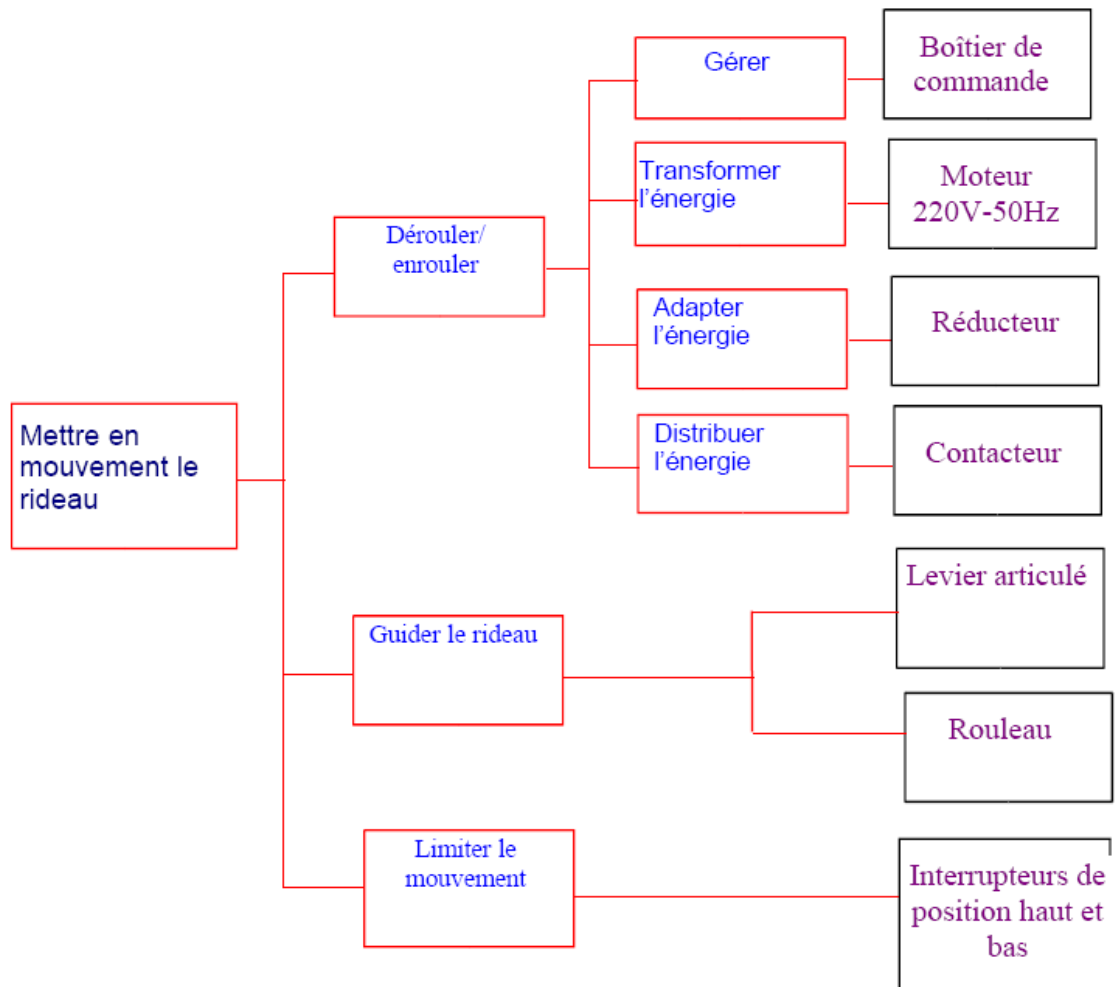 Gérer
Boîtier de
commande
Transformer
l'énergie
Moteur
220V-50Hz
Dérouler/
enrouler
Adapter
l'énergie
Réducteur
Mettre en
mouvement le
rideau
Distribuer
l'énergie
Contacteur
Guider le rideau
Levier articulé
Rouleau
Limiter le
mouvement
Interrupteurs de
position haut et
bas